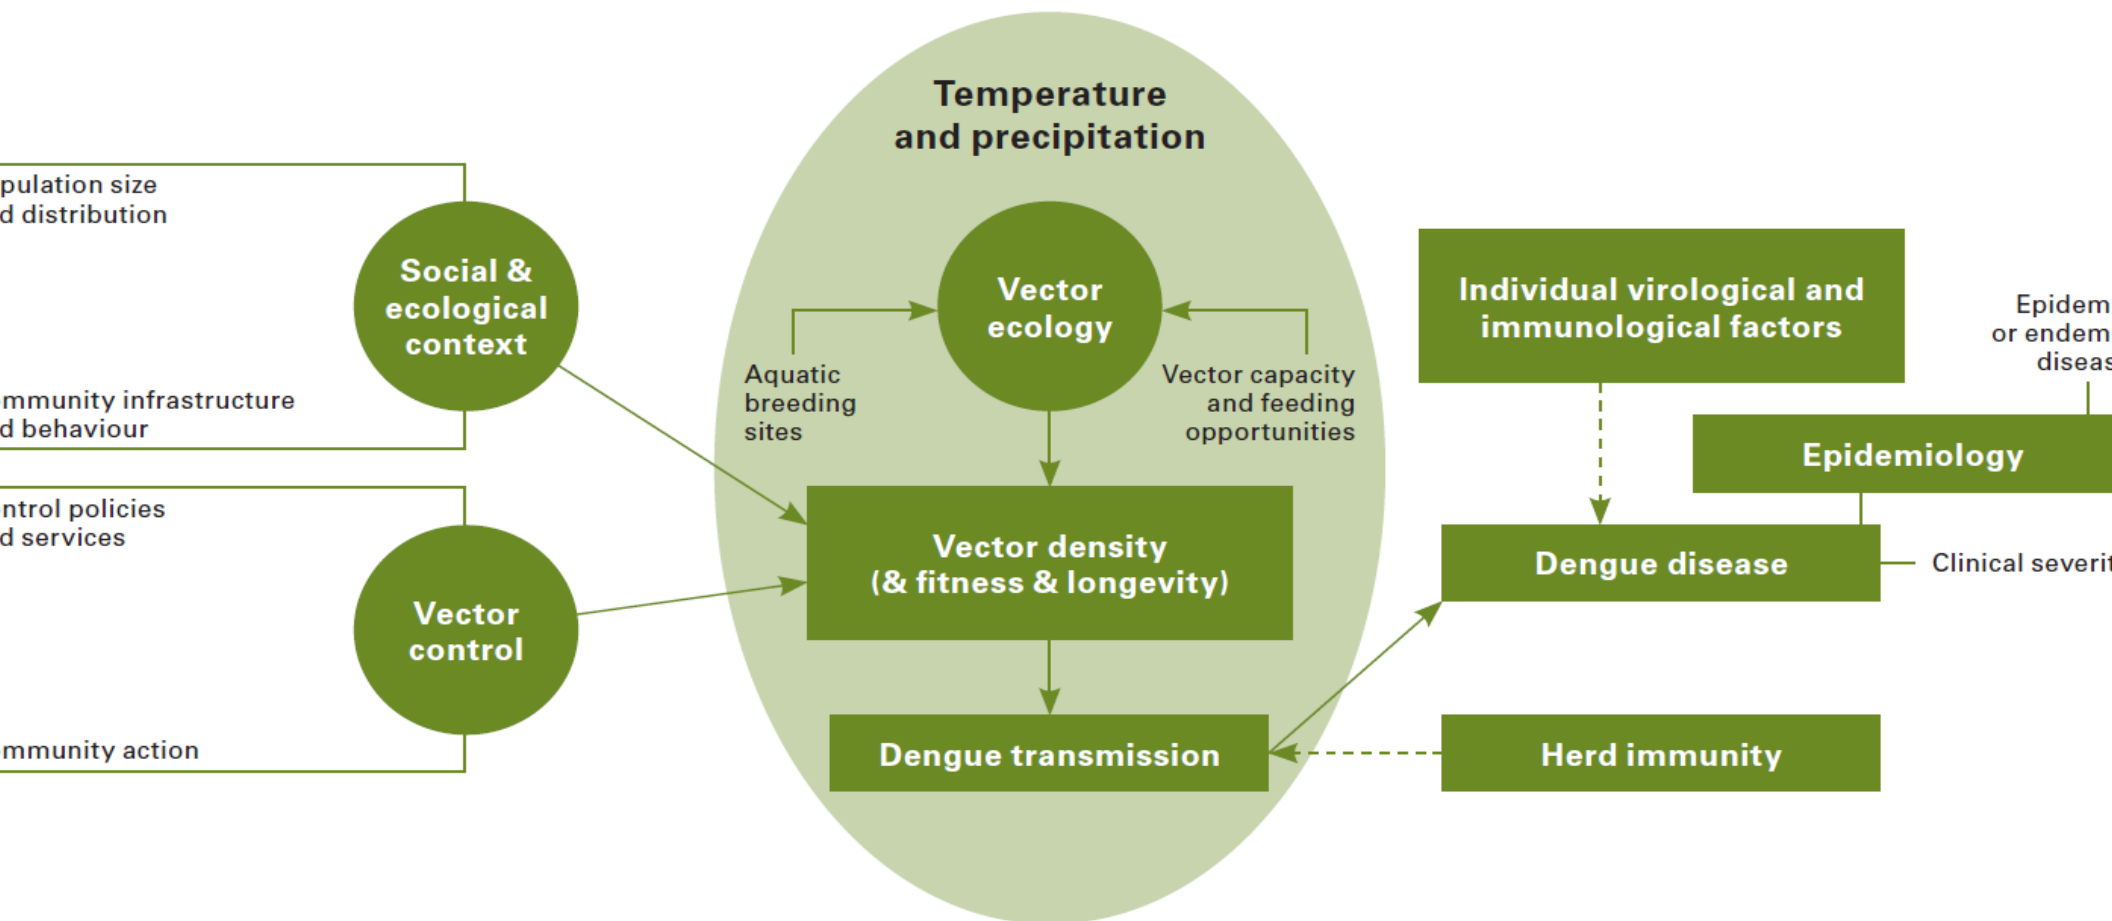 Temperature
and precipitation
pulation size
d distribution
Social &
ecological
context
mmunity infrastructure
d behaviour
ntrol policies
d services
Vector
control
mmunity action
Vector
ecology
Aquatic
breeding
sites
Vector capacity
and feeding
opportunities
Vector density
(& fitness & longevity)
Dengue transmission
Individual virological and
immunological factors
Epidem
or endem
diseas
Epidemiology
Dengue disease
Clinical severit
Herd immunity